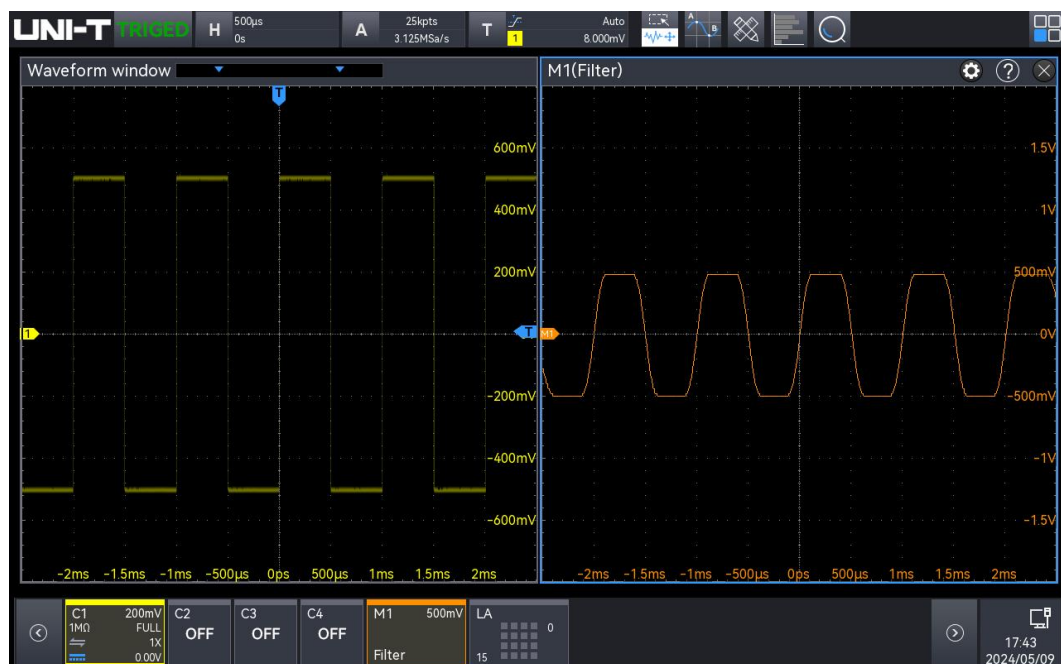 UNI-T TRIGED H 500μs 0s A 25kpts 3.125MSa/s T 1 Auto 8.000mV
Waveform window
T
600mV
400mV
200mV
1 T
-200mV
-400mV
-600mV
-2ms -1.5ms -1ms -500μs 0ps 500μs 1ms 1.5ms 2ms
M1(Filter)
1.5V
1V
500mV
M1 0V
-500mV
-1V
-1.5V
-2ms -1.5ms -1ms -500μs 0ps 500μs 1ms 1.5ms 2ms
C1 200mV
1MΩ FULL
1X
0.00V
C2
OFF
C3
OFF
C4
OFF
M1 500mV
Filter
LA
0
15
17:43
2024/05/09